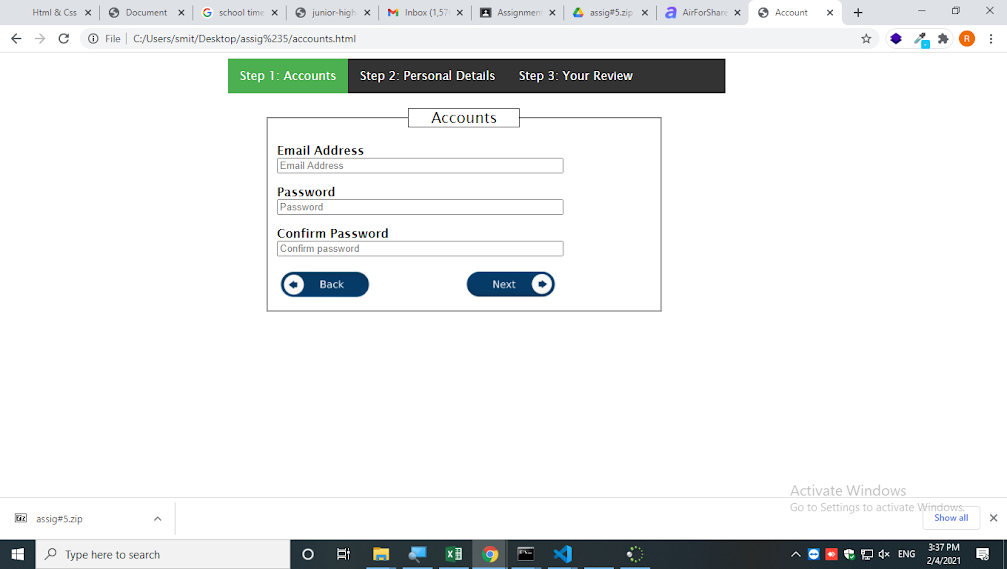 Html & Css
Document
school time
junior-high
Inbox (1,57
Assignment
assig#5.zip
AirForShare
Account
File
C:/Users/smit/Desktop/assig%235/accounts.html
R
Step 1: Accounts
Step 2: Personal Details
Step 3: Your Review
Accounts
Email Address
Email Address
Password
Password
Confirm Password
Confirm password
Back
Next
Activate Windows
Go to Settings to activate Windows.
assig#5.zip
Show all
Type here to search
ENG
3:37 PM
2/4/2021